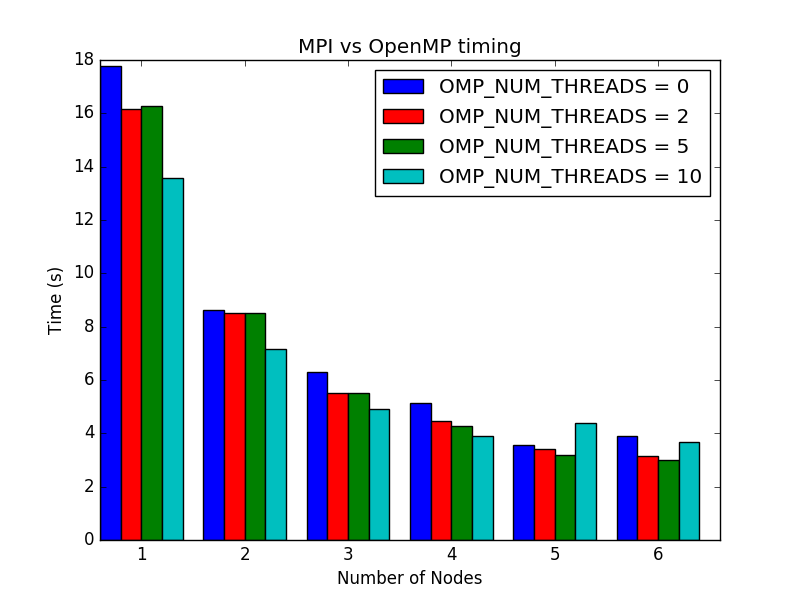 MPI vs OpenMP timing
OMP_NUM_THREADS = 0
OMP_NUM_THREADS = 2
OMP_NUM_THREADS = 5
OMP_NUM_THREADS = 10
18
16
14
12
10
8
6
4
2
0
Time (s)
1 2 3 4 5 6
Number of Nodes